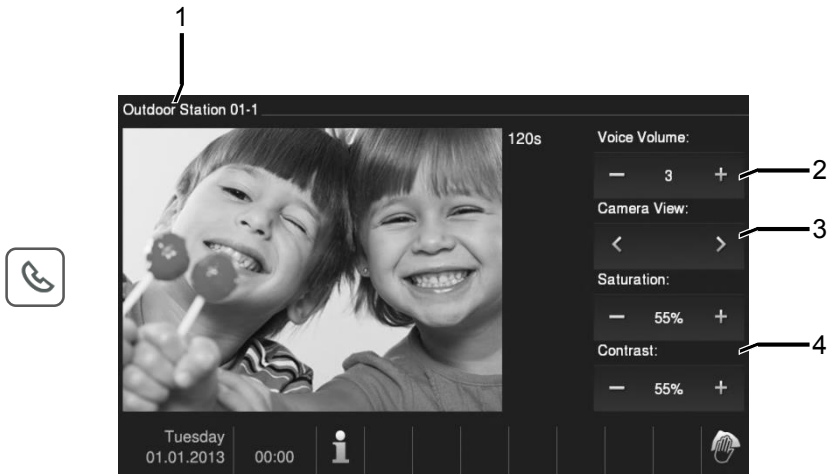 1
Outdoor Station 01-1
120s
Voice Volume:
− 3 +
2
Camera View:
< >
3
Saturation:
− 55% +
Contrast:
4
− 55% +
Tuesday
01.01.2013
00:00